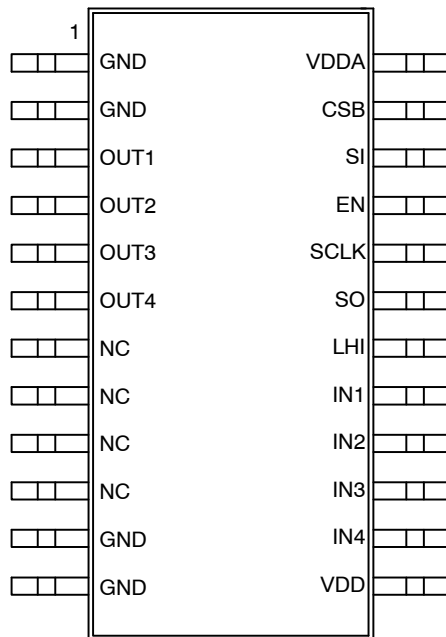 1
GND VDDA
GND CSB
OUT1 SI
OUT2 EN
OUT3 SCLK
OUT4 SO
NC LHI
NC IN1
NC IN2
NC IN3
GND IN4
GND VDD